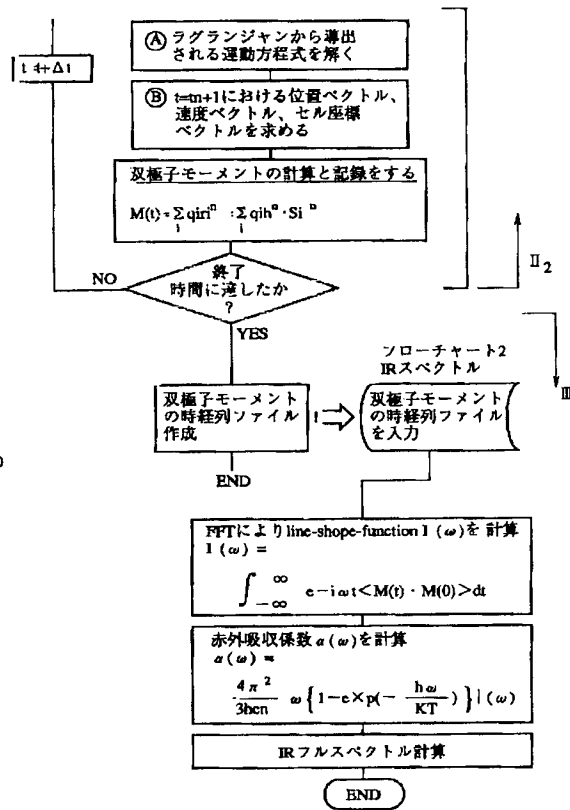 Ⓐ ラグランジャンから導出
される運動方程式を解く
t t+Δt
Ⓑ t=tn+1における位置ベクトル、
速度ベクトル、セル座標
ベクトルを求める
双極子モーメントの計算と記録をする
M(t)=Σqiriⁿ :Σqihⁿ・Siⁿ
i i
NO
終了
時間に達したか
?
YES
Ⅱ₂
フローチャート2
IRスペクトル
Ⅲ
双極子モーメント
の時経列ファイル
作成
双極子モーメント
の時経列ファイル
を入力
END
FFTによりline-shope-function I (ω)を 計算
I (ω) =
∫ ∞ −∞ e−iωt<M(t)・M(0)>dt
赤外吸収係数 α(ω)を計算
α(ω) =
4π²/3hcn ω{1−e×p(− hω/KT )}I(ω)
IRフルスペクトル計算
END